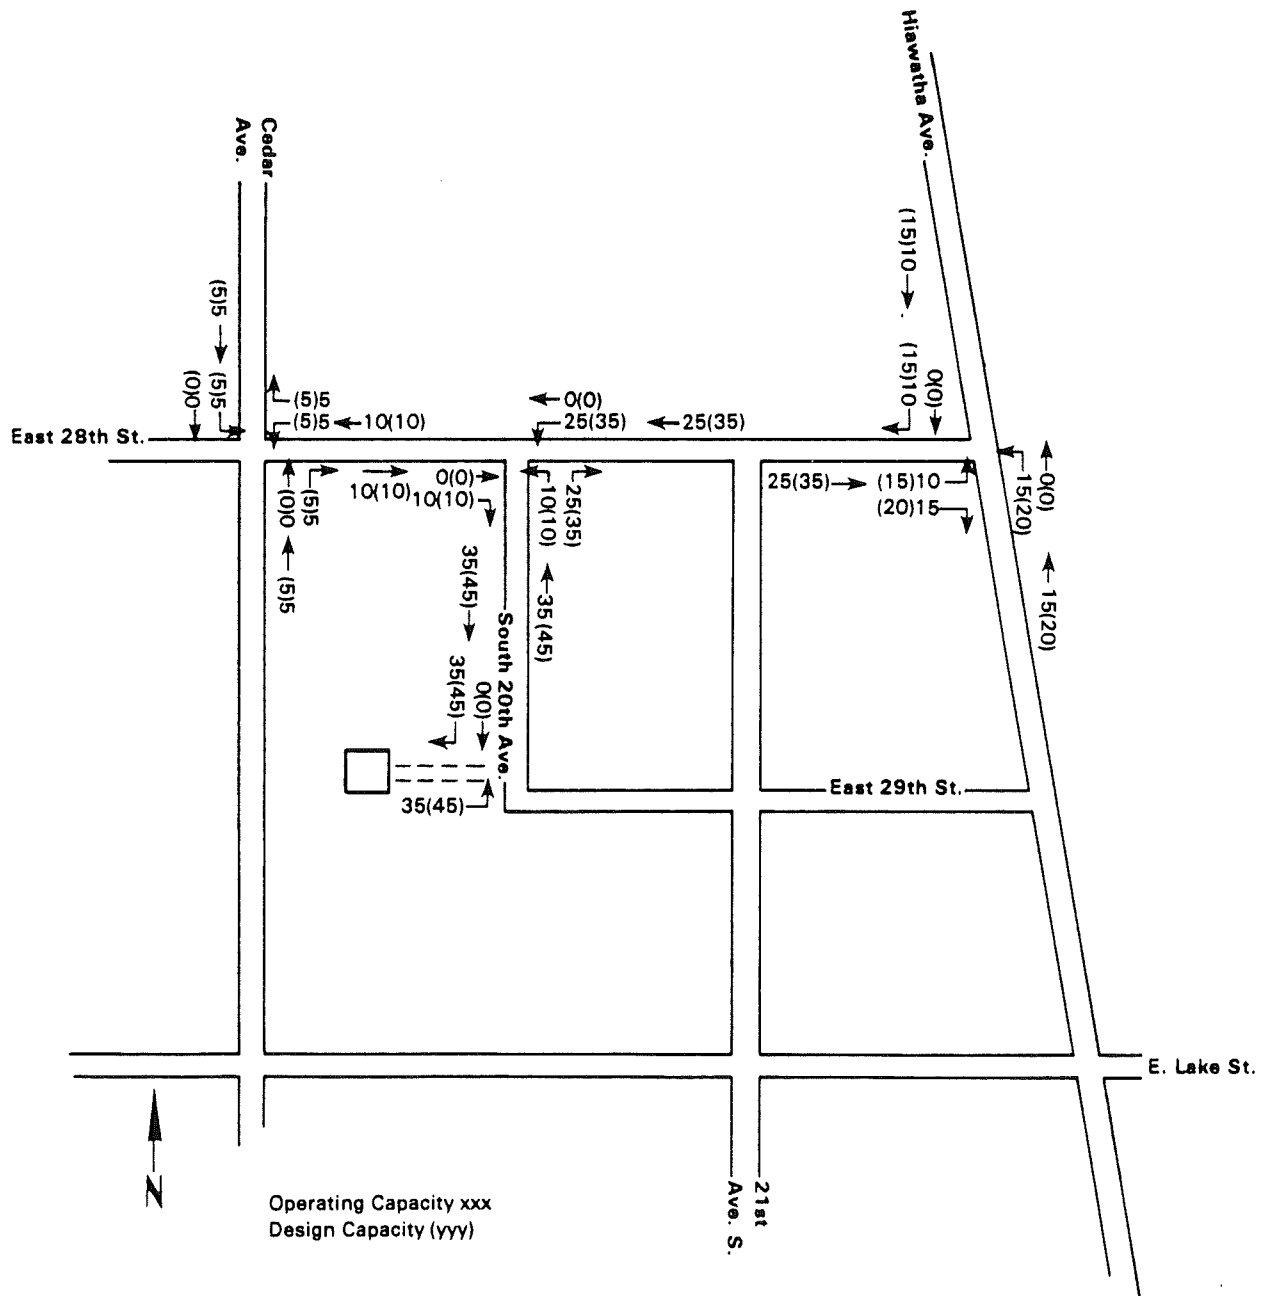 Hiawatha Ave.
Cedar
Ave.
(15)10
(5)5
(15)10
0(0)
(0)0
(5)5
(5)5
0(0)
(5)5
10(10)
25(35)
25(35)
East 28th St.
0(0)
15(20)
10(10)
0(0)
10(10)
25(35)
(15)10
(20)15
(0)0
(5)5
10(10)
25(35)
(5)5
35(45)
35(45)
15(20)
South 20th Ave.
35(45)
0(0)
East 29th St.
35(45)
E. Lake St.
N
Operating Capacity xxx
Design Capacity (yyy)
21st
Ave. S.